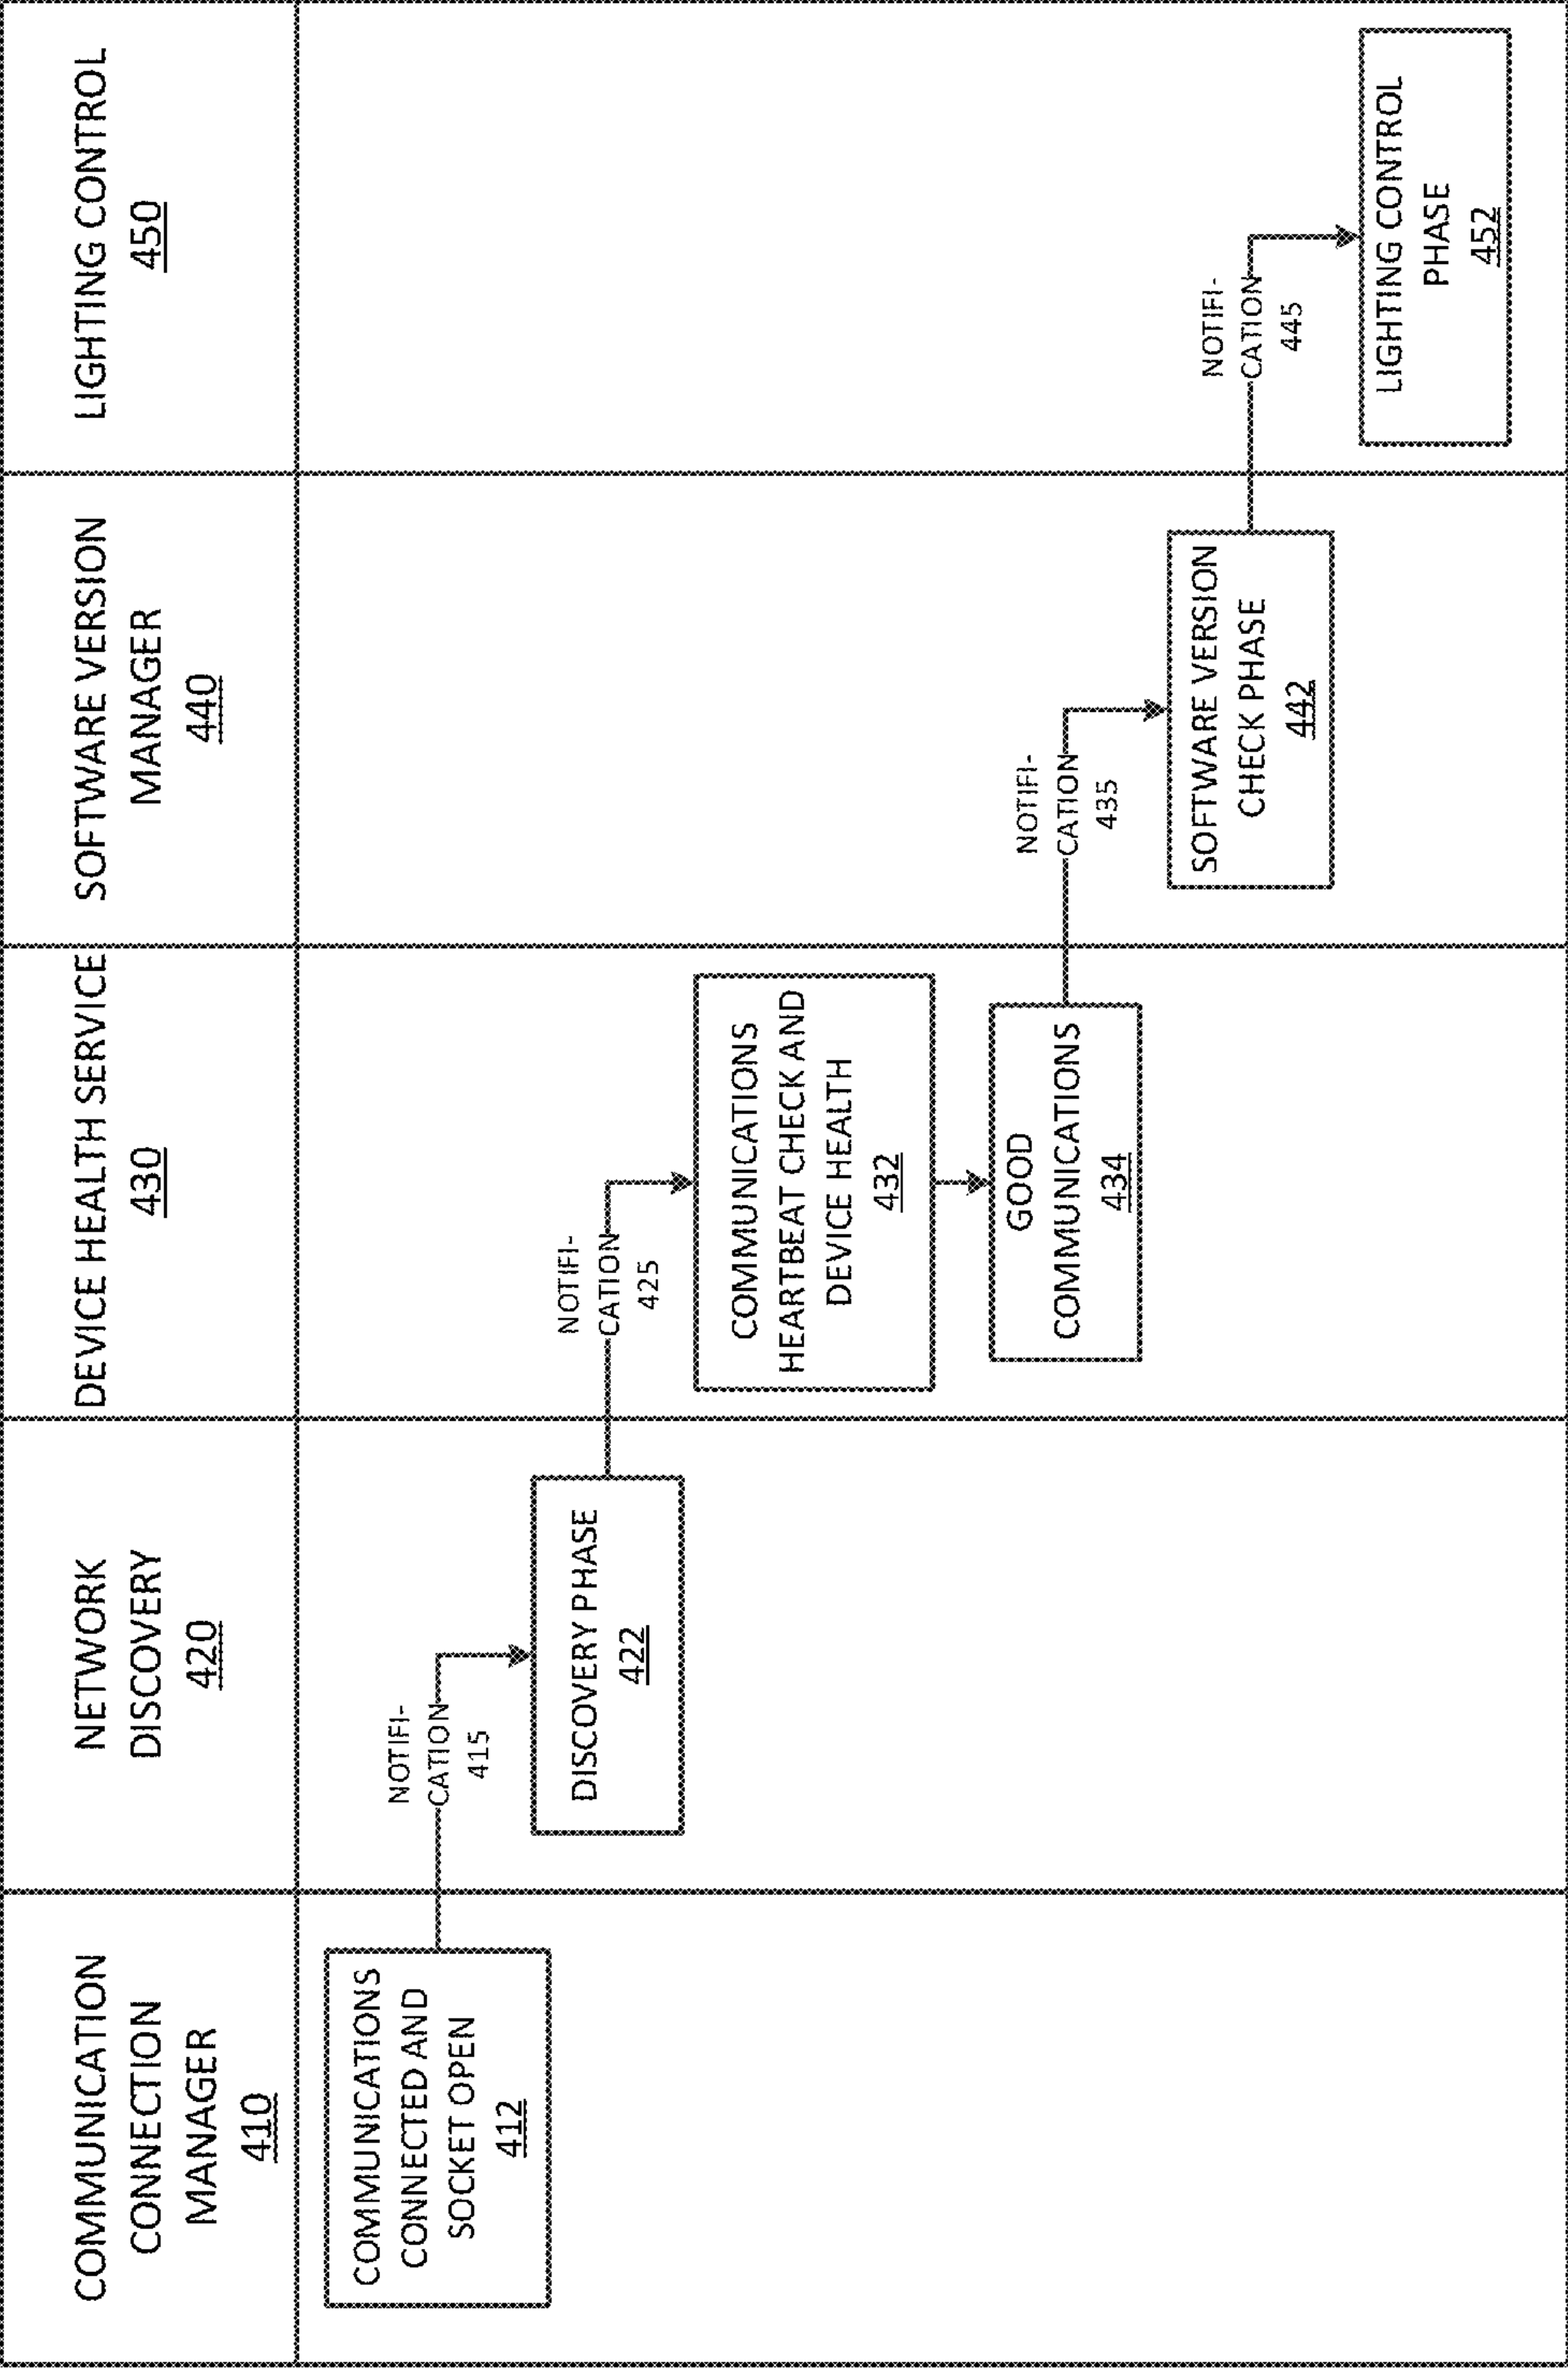 COMMUNICATION
CONNECTION
MANAGER
410
NETWORK
DISCOVERY
420
DEVICE HEALTH SERVICE
430
SOFTWARE VERSION
MANAGER
440
LIGHTING CONTROL
450
COMMUNICATIONS
CONNECTED AND
SOCKET OPEN
412
NOTIFI-
CATION
415
DISCOVERY PHASE
422
NOTIFI-
CATION
425
COMMUNICATIONS
HEARTBEAT CHECK AND
DEVICE HEALTH
432
GOOD
COMMUNICATIONS
434
NOTIFI-
CATION
435
SOFTWARE VERSION
CHECK PHASE
442
NOTIFI-
CATION
445
LIGHTING CONTROL
PHASE
452